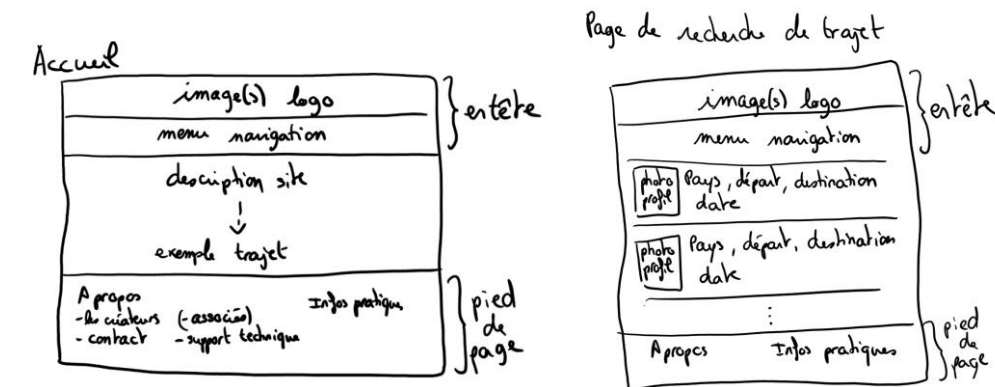 Accueil
image(s) logo
menu navigation
entête
description site
exemple trajet
A propos
Infos pratiques
-les créateurs (-associés)
-contact -support technique
pied
de
page
Page de recherche de trajet
image(s) logo
menu navigation
entête
photo
profil
Pays, départ, destination
date
photo
profil
Pays, départ, destination
date
⋮
A propos Infos pratiques
pied
de
page